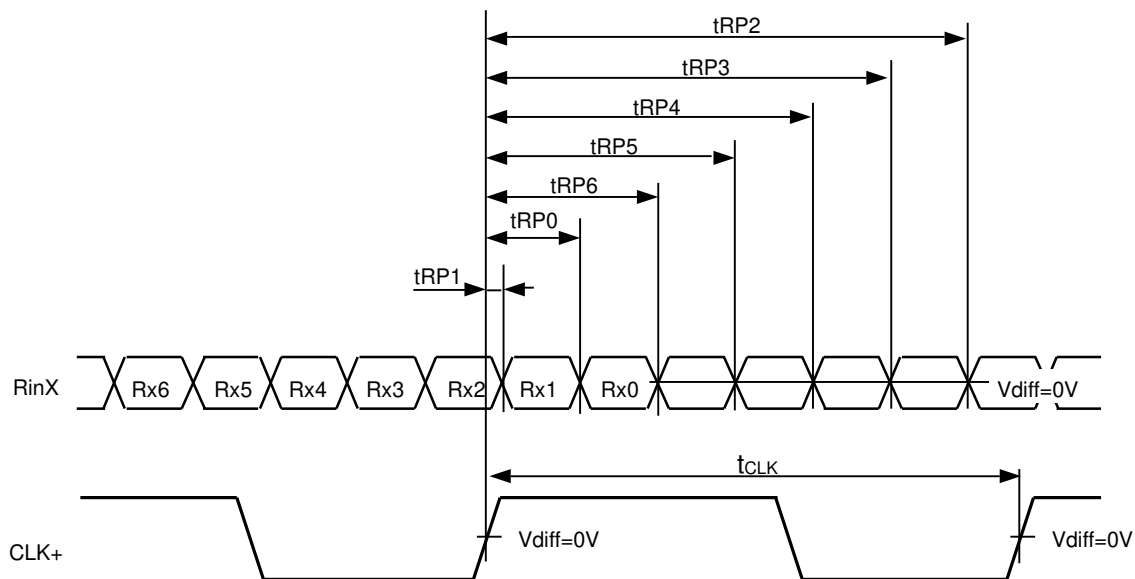 tRP2
tRP3
tRP4
tRP5
tRP6
tRP0
tRP1
RinX Rx6 Rx5 Rx4 Rx3 Rx2 Rx1 Rx0 Vdiff=0V
tCLK
CLK+ Vdiff=0V Vdiff=0V